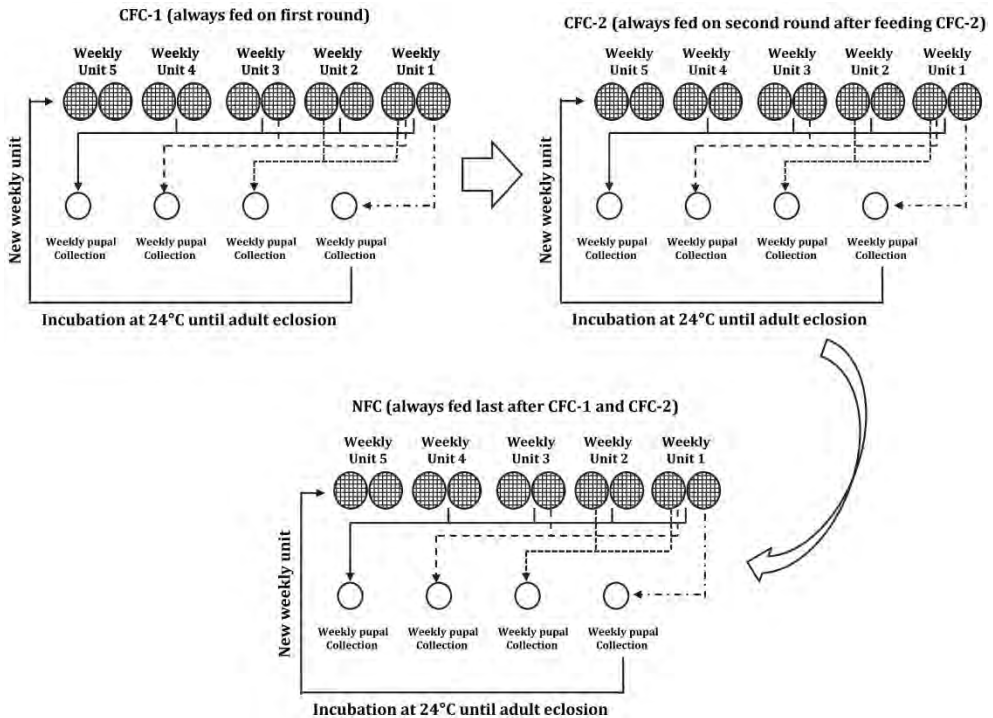 CFC-1 (always fed on first round)
Weekly Unit 5
Weekly Unit 4
Weekly Unit 3
Weekly Unit 2
Weekly Unit 1
New weekly unit
Weekly pupal Collection
Weekly pupal Collection
Weekly pupal Collection
Weekly pupal Collection
Incubation at 24°C until adult eclosion
CFC-2 (always fed on second round after feeding CFC-2)
Weekly Unit 5
Weekly Unit 4
Weekly Unit 3
Weekly Unit 2
Weekly Unit 1
New weekly unit
Weekly pupal Collection
Weekly pupal Collection
Weekly pupal Collection
Weekly pupal Collection
Incubation at 24°C until adult eclosion
NFC (always fed last after CFC-1 and CFC-2)
Weekly Unit 5
Weekly Unit 4
Weekly Unit 3
Weekly Unit 2
Weekly Unit 1
New weekly unit
Weekly pupal Collection
Weekly pupal Collection
Weekly pupal Collection
Weekly pupal Collection
Incubation at 24°C until adult eclosion